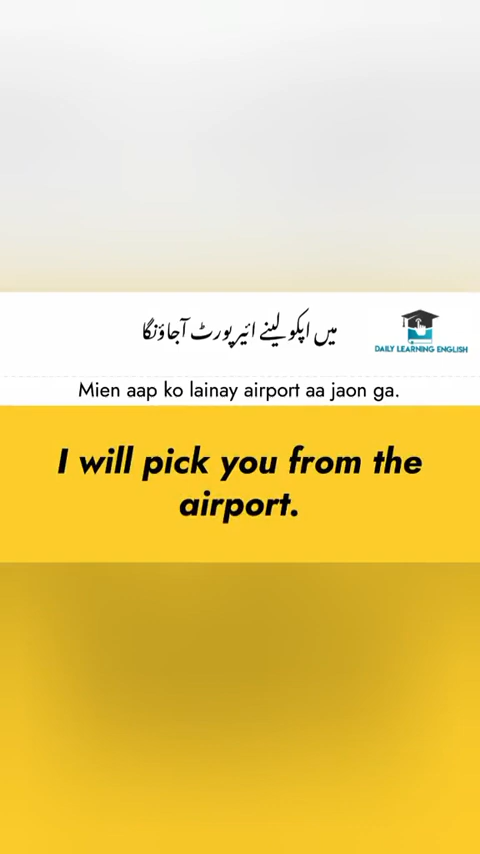 میں اپکو لینے ائیرپورٹ آجاؤنگا
DAILY LEARNING ENGLISH
Mien aap ko lainay airport aa jaon ga.
I will pick you from the
airport.